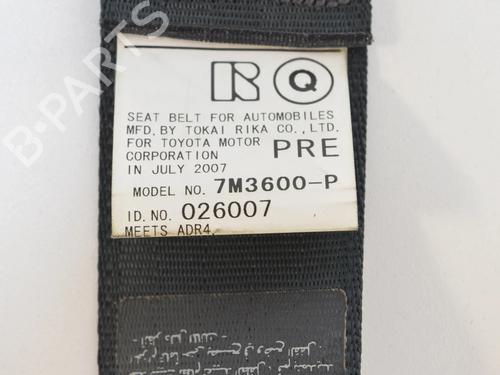 R Q
SEAT BELT FOR AUTOMOBILES
MFD. BY TOKAI RIKA CO., LTD.
FOR TOYOTA MOTOR
CORPORATION PRE
IN JULY 2007
MODEL NO. 7M3600-P
ID. NO. 026007
MEETS ADR4,
B-PARTS